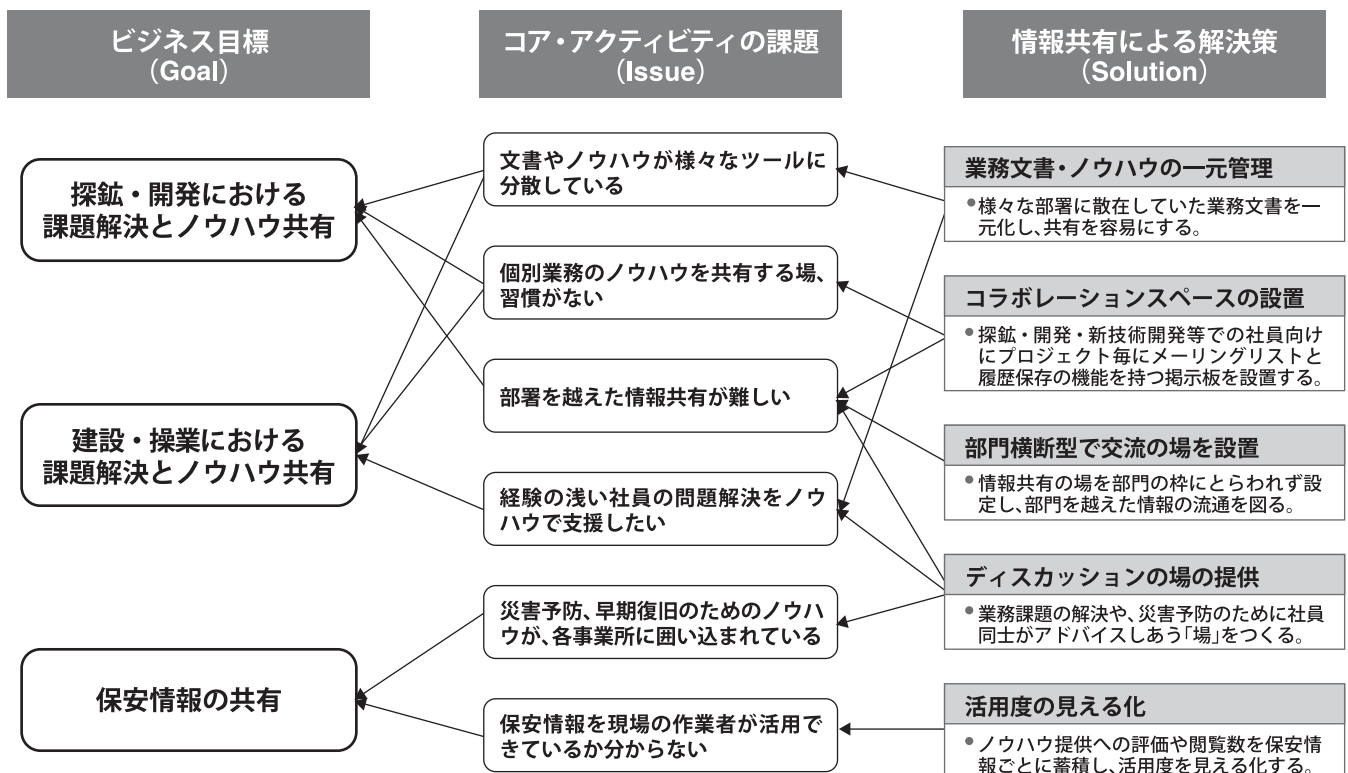 ビジネス目標
（Goal）
コア・アクティビティの課題
（Issue）
情報共有による解決策
（Solution）
探鉱・開発における
課題解決とノウハウ共有
建設・操業における
課題解決とノウハウ共有
保安情報の共有
文書やノウハウが様々なツールに
分散している
個別業務のノウハウを共有する場、
習慣がない
部署を越えた情報共有が難しい
経験の浅い社員の問題解決をノウ
ハウで支援したい
災害予防、早期復旧のためのノウハ
ウが、各事業所に囲い込まれている
保安情報を現場の作業者が活用で
きているか分からない
業務文書・ノウハウの一元管理
●様々な部署に散在していた業務文書を一
元化し、共有を容易にする。
コラボレーションスペースの設置
●探鉱・開発・新技術開発等での社員向け
にプロジェクト毎にメーリングリストと
履歴保存の機能を持つ掲示板を設置する。
部門横断型で交流の場を設置
●情報共有の場を部門の枠にとらわれず設
定し、部門を越えた情報の流通を図る。
ディスカッションの場の提供
●業務課題の解決や、災害予防のために社員
同士がアドバイスしあう「場」をつくる。
活用度の見える化
●ノウハウ提供への評価や閲覧数を保安情
報ごとに蓄積し、活用度を見える化する。